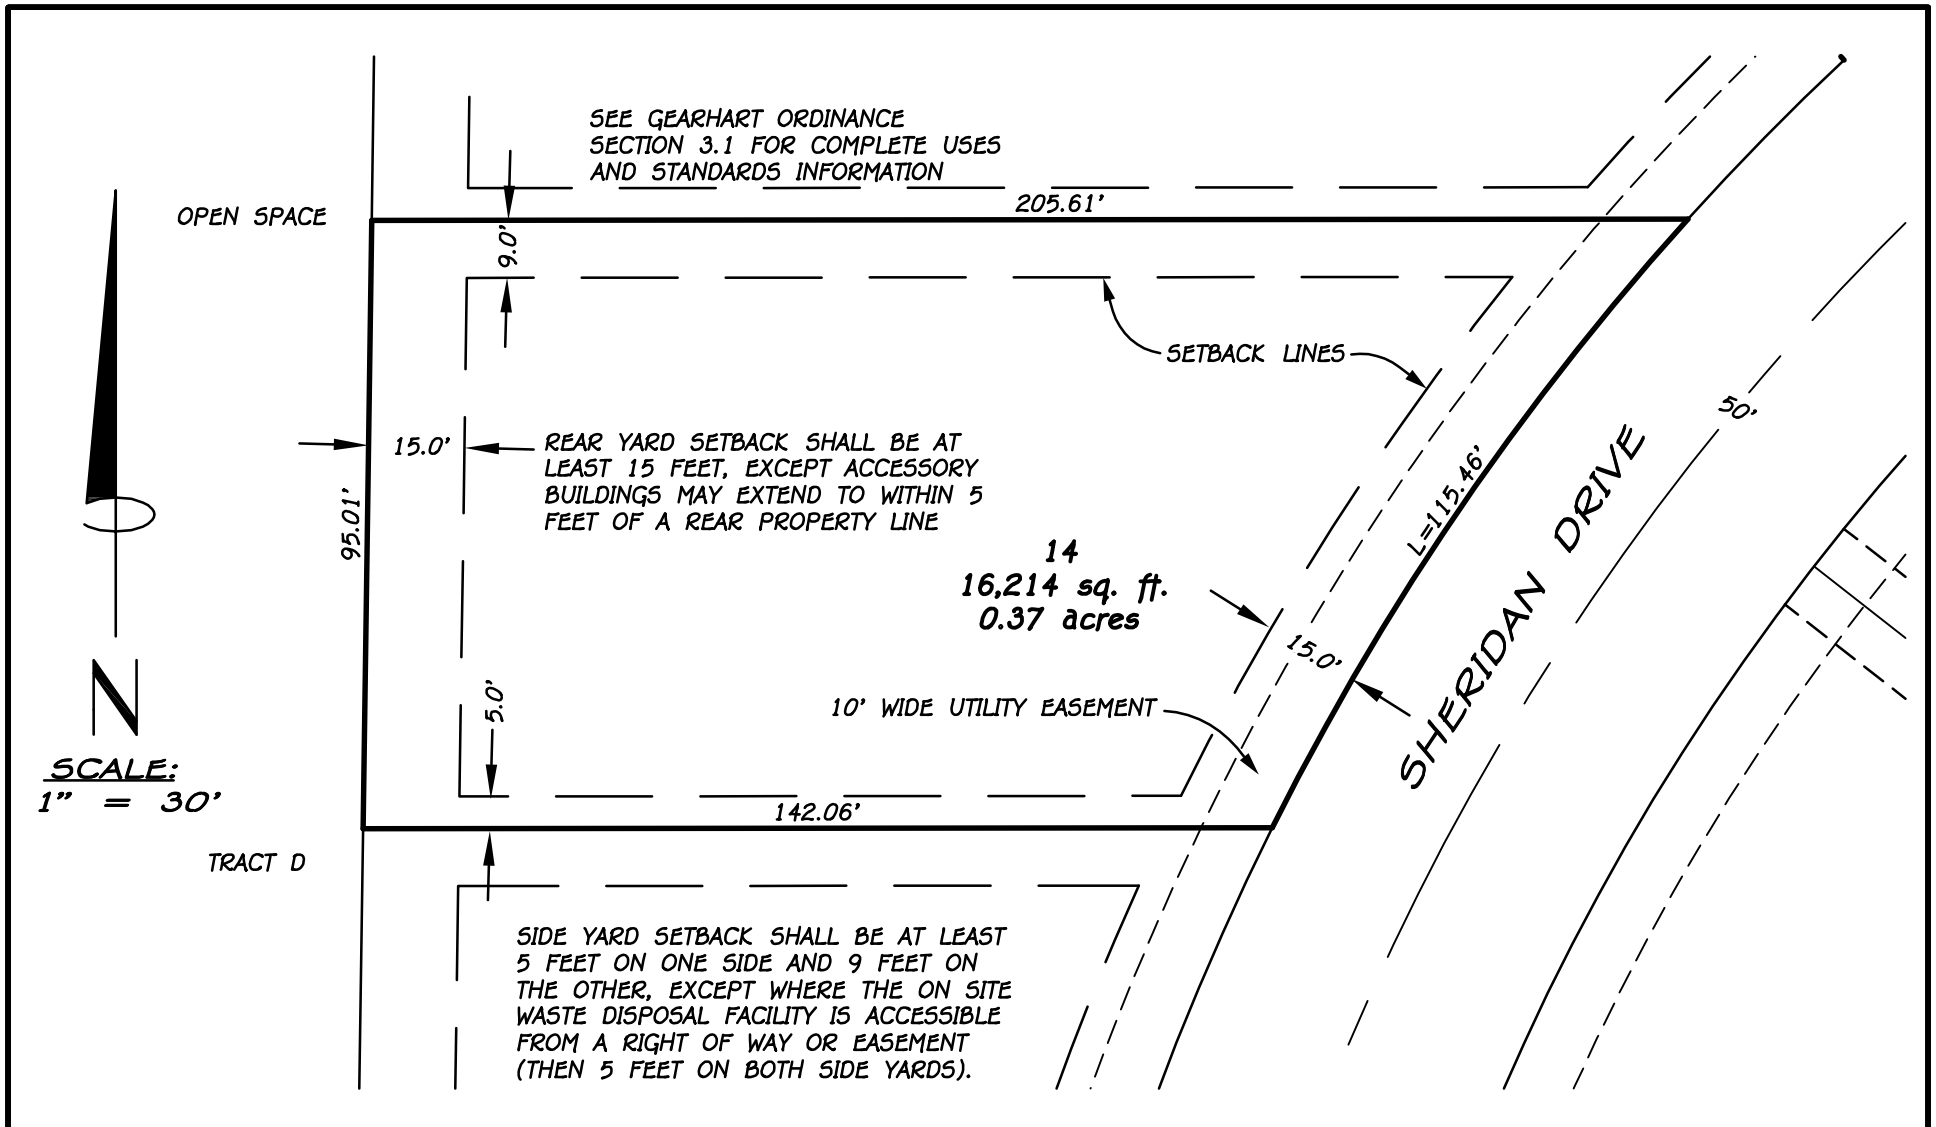 SEE GEARHART ORDINANCE
SECTION 3.1 FOR COMPLETE USES
AND STANDARDS INFORMATION
205.61'
OPEN SPACE
9.0'
SETBACK LINES
50'
15.0'
REAR YARD SETBACK SHALL BE AT
LEAST 15 FEET, EXCEPT ACCESSORY
BUILDINGS MAY EXTEND TO WITHIN 5
FEET OF A REAR PROPERTY LINE
95.01'
L=115.46'
SHERIDAN DRIVE
14
16,214 sq. ft.
0.37 acres
15.0'
5.0'
10' WIDE UTILITY EASEMENT
N
SCALE:
1" = 30'
142.06'
TRACT D
SIDE YARD SETBACK SHALL BE AT LEAST
5 FEET ON ONE SIDE AND 9 FEET ON
THE OTHER, EXCEPT WHERE THE ON SITE
WASTE DISPOSAL FACILITY IS ACCESSIBLE
FROM A RIGHT OF WAY OR EASEMENT
(THEN 5 FEET ON BOTH SIDE YARDS).